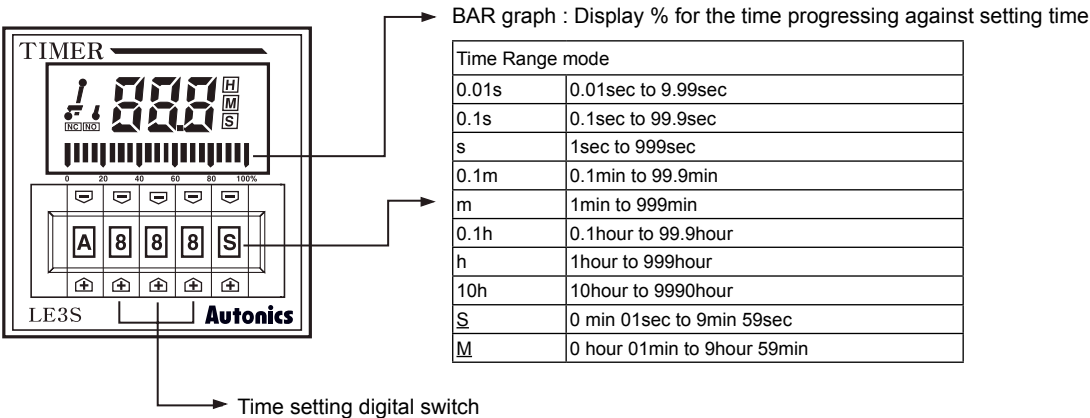 BAR graph : Display % for the time progressing against setting time
TIMER
88.8
H
M
S
NC NO
0 20 40 60 80 100%
A 8 8 8 S
LE3S Autonics
Time Range mode
0.01s 0.01sec to 9.99sec
0.1s 0.1sec to 99.9sec
s 1sec to 999sec
0.1m 0.1min to 99.9min
m 1min to 999min
0.1h 0.1hour to 99.9hour
h 1hour to 999hour
10h 10hour to 9990hour
S 0 min 01sec to 9min 59sec
M 0 hour 01min to 9hour 59min
Time setting digital switch